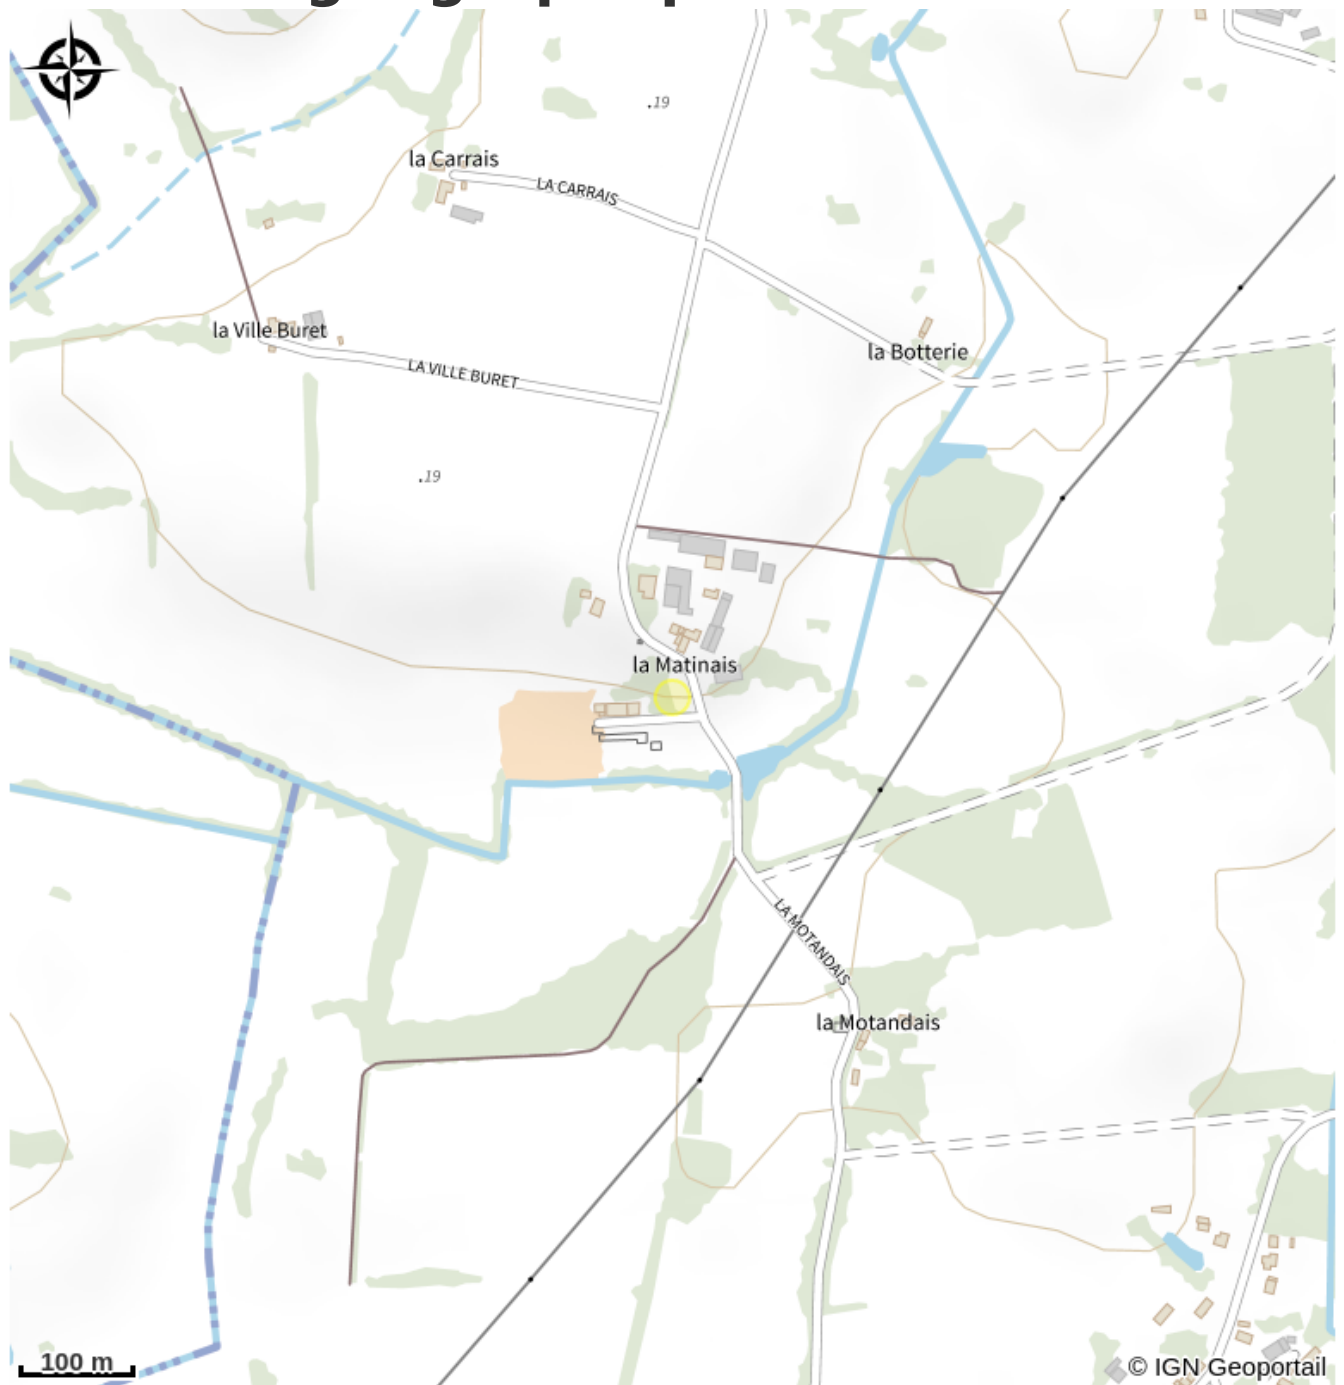 .19
la Carrais
LA CARRAIS
la Ville Buret
la Botterie
LA VILLE BURET
.19
la Matinais
LA MOTANDAIS
la Motandais
100 m
© IGN Geoportail